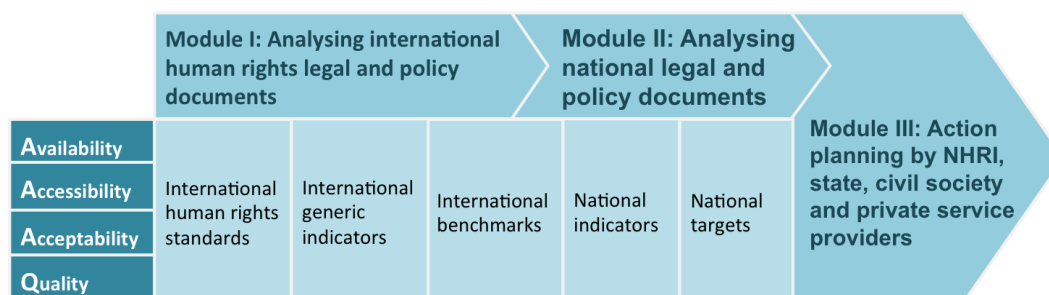 Module I: Analysing international
human rights legal and policy
documents
Module II: Analysing
national legal and
policy documents
Module III: Action
planning by NHRI,
state, civil society
and private service
providers
Availability
Accessibility
Acceptability
Quality
International
human rights
standards
International
generic
indicators
International
benchmarks
National
indicators
National
targets